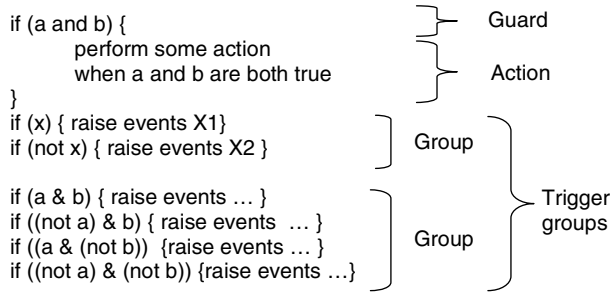 if (a and b) {
Guard
perform some action
when a and b are both true
Action
}
if (x) { raise events X1}
if (not x) { raise events X2 }
Group
if (a & b) { raise events … }
if ((not a) & b) { raise events … }
if ((a & (not b)) {raise events … }
if ((not a) & (not b)) {raise events …}
Group
Trigger
groups